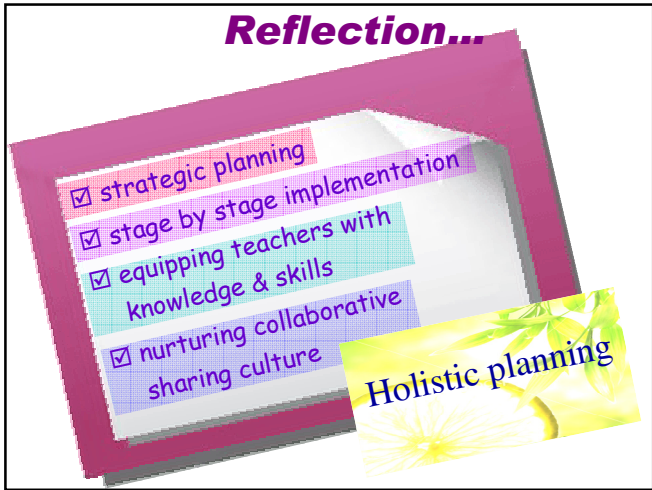 Reflection...
☑ strategic planning
☑ stage by stage implementation
☑ equipping teachers with
knowledge & skills
☑ nurturing collaborative
sharing culture
Holistic planning